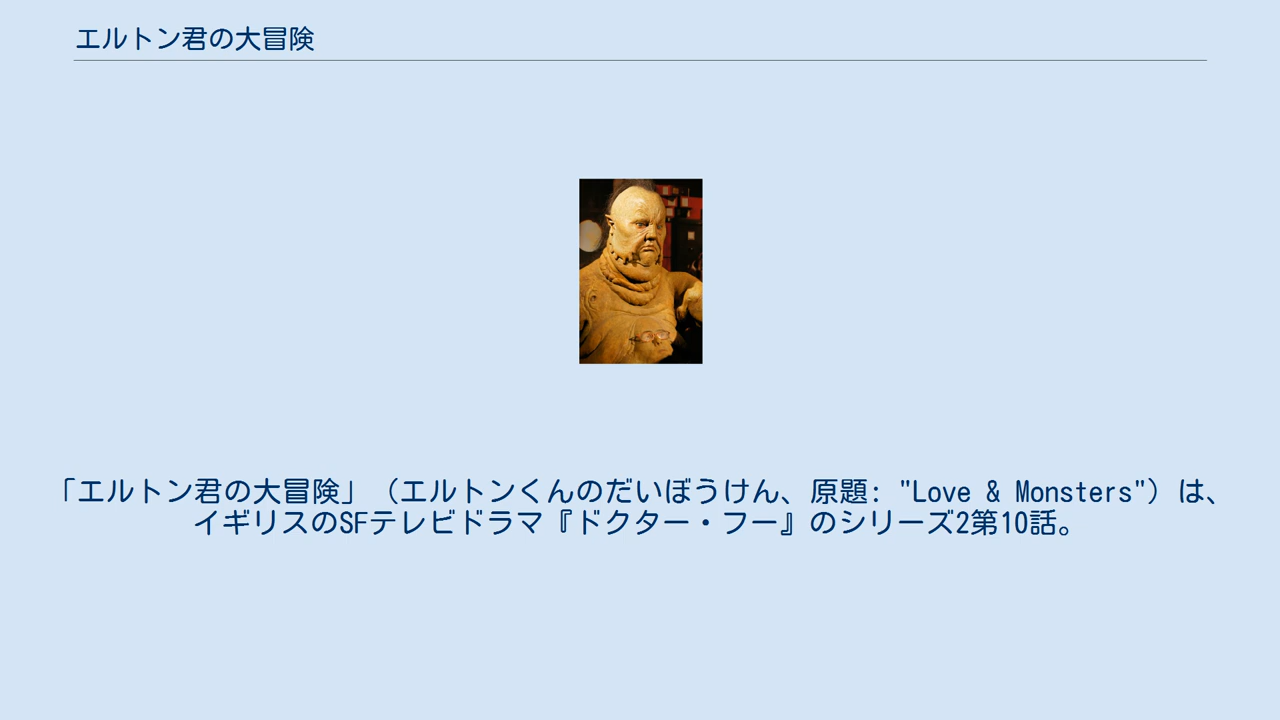 エルトン君の大冒険
「エルトン君の大冒険」（エルトンくんのだいぼうけん、原題: "Love & Monsters"）は、
イギリスのSFテレビドラマ『ドクター・フー』のシリーズ2第10話。